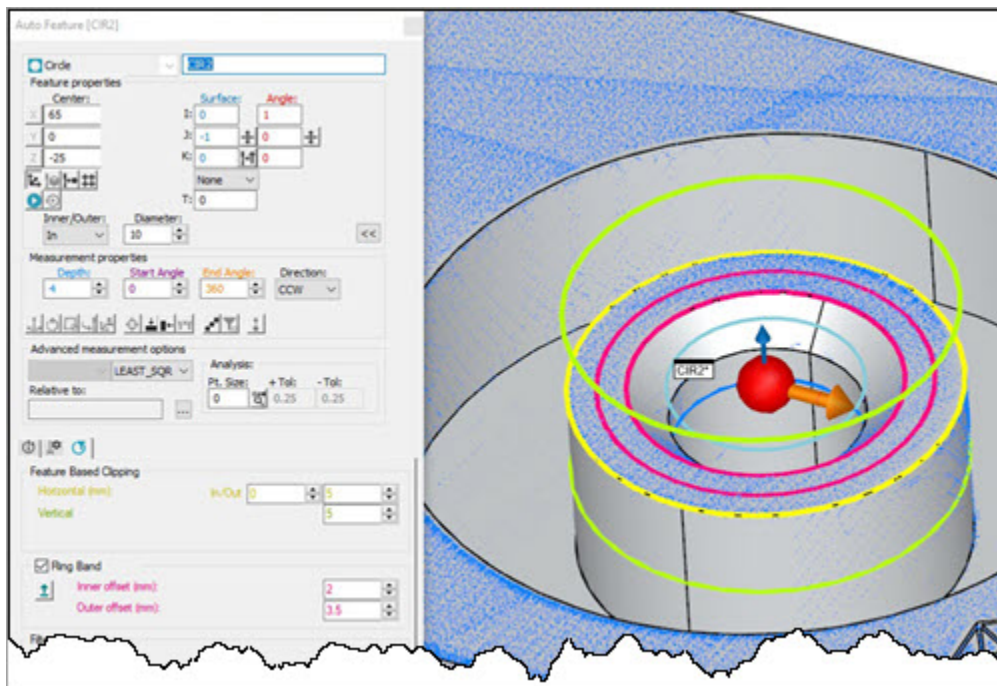 Auto Feature [CIR2]
Circle CIR2
Feature properties
Center: Surface: Angle:
X 65 I: 0 1
Y 0 J: -1 0
Z -25 K: 0 0
None
T: 0
Inner/Outer: Diameter:
In 10 <<
Measurement properties
Depth: Start Angle End Angle: Direction:
4 0 360 CCW
Advanced measurement options
Analysis:
LEAST_SQR Pt. Size: + Tol: - Tol:
0 0.25 0.25
Relative to:
...
Feature Based Clipping
Horizontal (mm) In/Out 0 5
Vertical 5
Ring Band
Inner offset (mm): 2
Outer offset (mm): 3.5
CIR2*